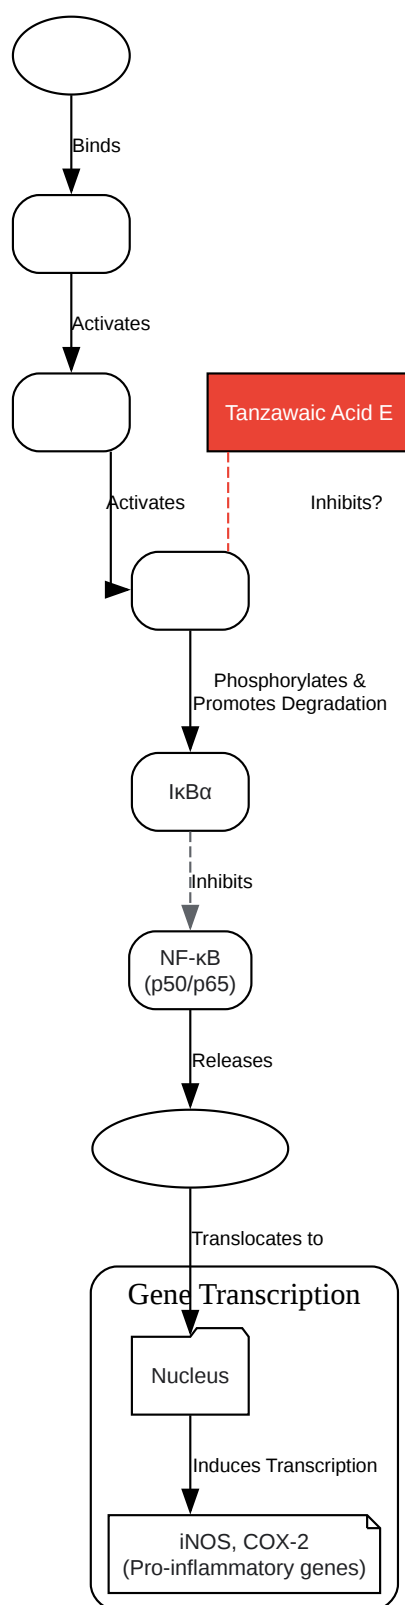 Binds
Activates
Tanzawaic Acid E
Activates
Inhibits?
Phosphorylates &
Promotes Degradation
IκBα
Inhibits
NF-κB
(p50/p65)
Releases
Translocates to
Gene Transcription
Nucleus
Induces Transcription
iNOS, COX-2
(Pro-inflammatory genes)